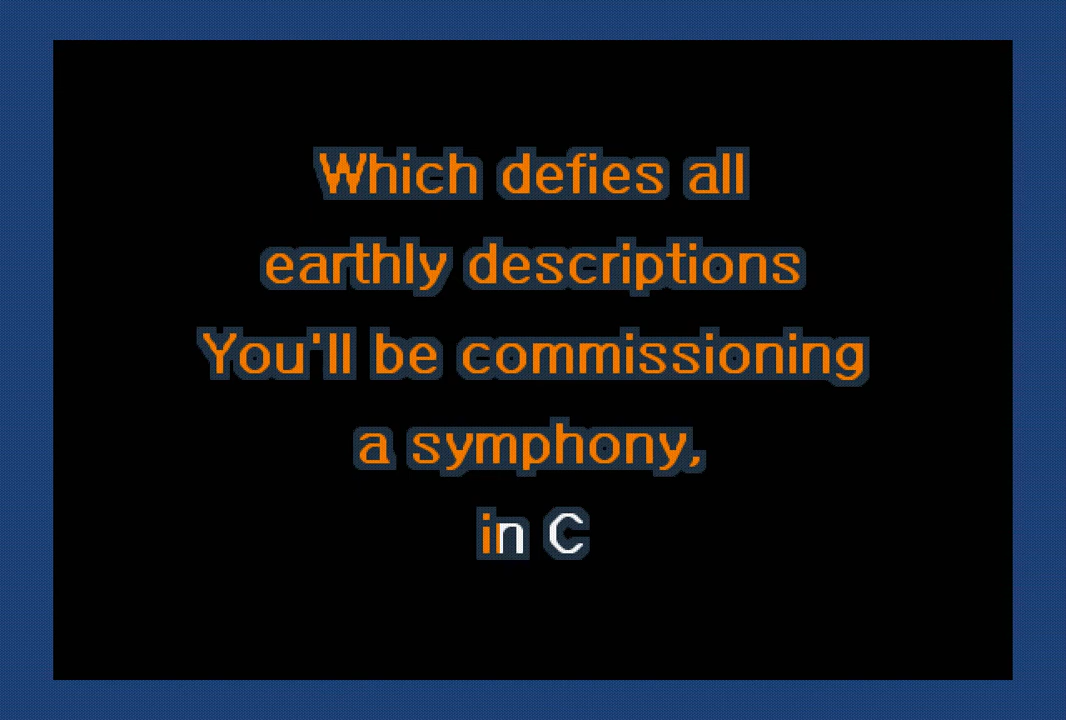 Which defies all
earthly descriptions
You'll be commissioning
a symphony,
in C